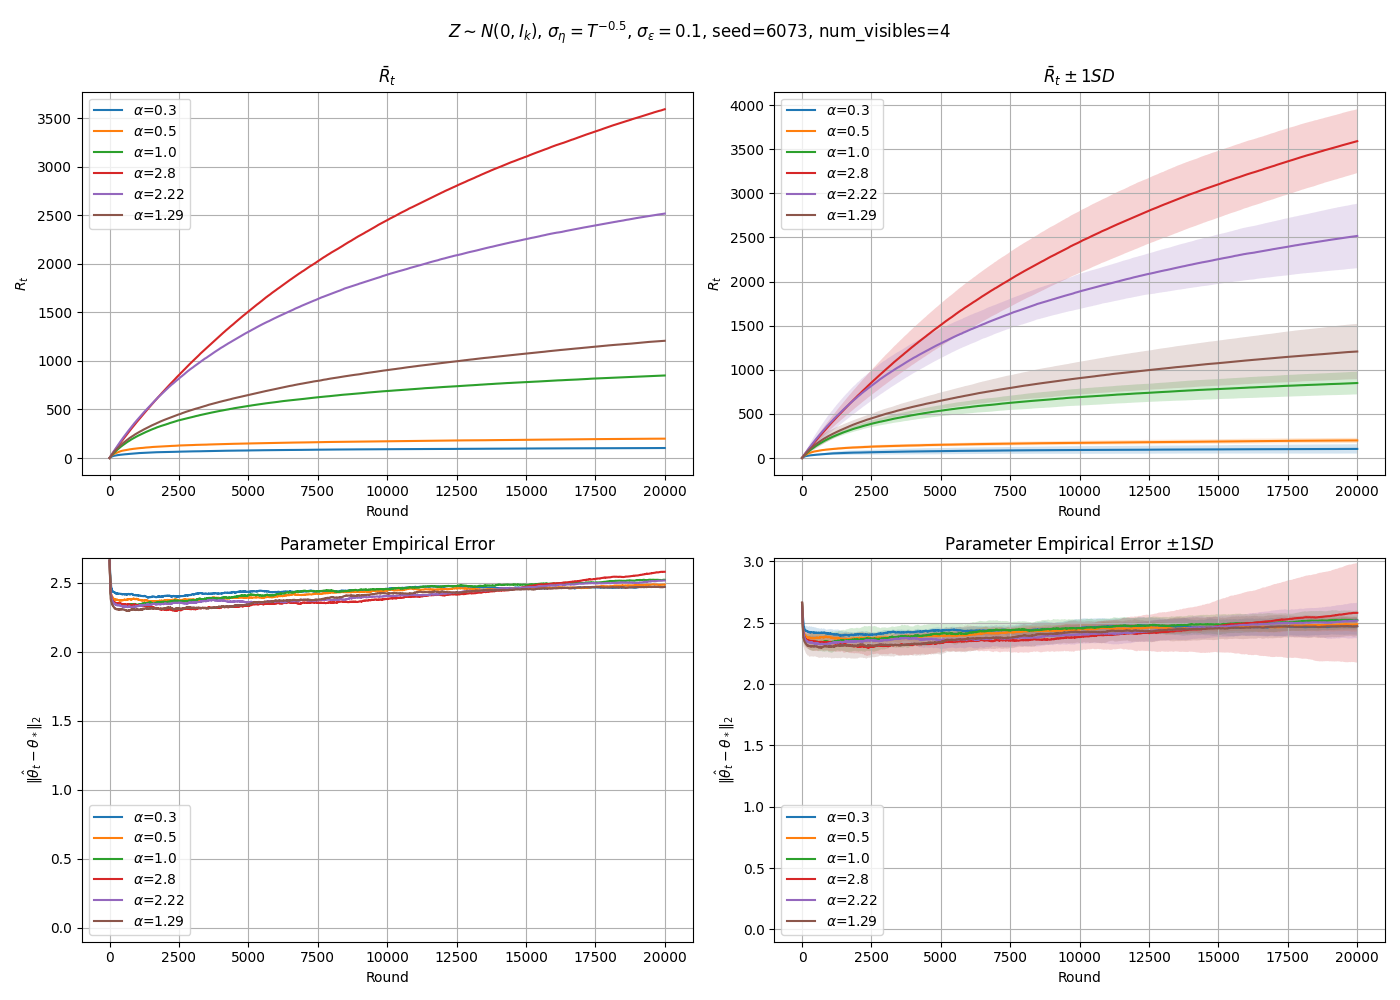 Z ∼ N(0, I_k), σ_η = T^{−0.5}, σ_ε = 0.1, seed=6073, num_visibles=4
R̄_t
R_t
3500
3000
2500
2000
1500
1000
500
0
α=0.3
α=0.5
α=1.0
α=2.8
α=2.22
α=1.29
0 2500 5000 7500 10000 12500 15000 17500 20000
Round
R̄_t ± 1SD
R_t
4000
3500
3000
2500
2000
1500
1000
500
0
α=0.3
α=0.5
α=1.0
α=2.8
α=2.22
α=1.29
0 2500 5000 7500 10000 12500 15000 17500 20000
Round
Parameter Empirical Error
‖θ̂_t − θ_*‖_2
2.5
2.0
1.5
1.0
0.5
0.0
α=0.3
α=0.5
α=1.0
α=2.8
α=2.22
α=1.29
0 2500 5000 7500 10000 12500 15000 17500 20000
Round
Parameter Empirical Error ±1SD
‖θ̂_t − θ_*‖_2
3.0
2.5
2.0
1.5
1.0
0.5
0.0
α=0.3
α=0.5
α=1.0
α=2.8
α=2.22
α=1.29
0 2500 5000 7500 10000 12500 15000 17500 20000
Round